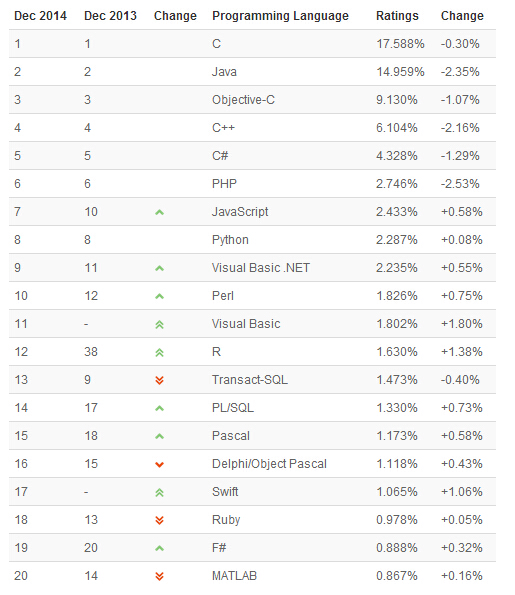 Dec 2014 Dec 2013 Change Programming Language Ratings Change
1 1 C 17.588% -0.30%
2 2 Java 14.959% -2.35%
3 3 Objective-C 9.130% -1.07%
4 4 C++ 6.104% -2.16%
5 5 C# 4.328% -1.29%
6 6 PHP 2.746% -2.53%
7 10 JavaScript 2.433% +0.58%
8 8 Python 2.287% +0.08%
9 11 Visual Basic .NET 2.235% +0.55%
10 12 Perl 1.826% +0.75%
11 - Visual Basic 1.802% +1.80%
12 38 R 1.630% +1.38%
13 9 Transact-SQL 1.473% -0.40%
14 17 PL/SQL 1.330% +0.73%
15 18 Pascal 1.173% +0.58%
16 15 Delphi/Object Pascal 1.118% +0.43%
17 - Swift 1.065% +1.06%
18 13 Ruby 0.978% +0.05%
19 20 F# 0.888% +0.32%
20 14 MATLAB 0.867% +0.16%